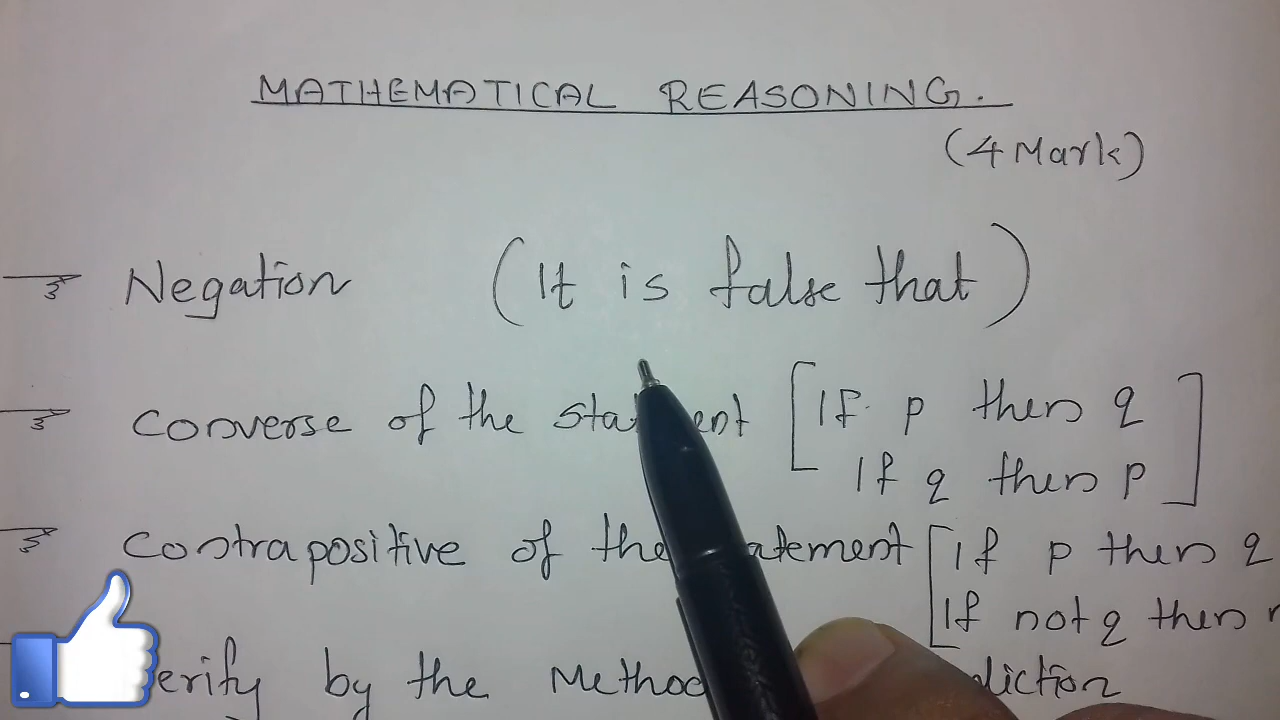 MATHEMATICAL REASONING.
(4 Mark)
Negation (It is false that)
Converse of the [If p then q
If q then p]
Contrapositive of the [if p then q
If not q then
by the